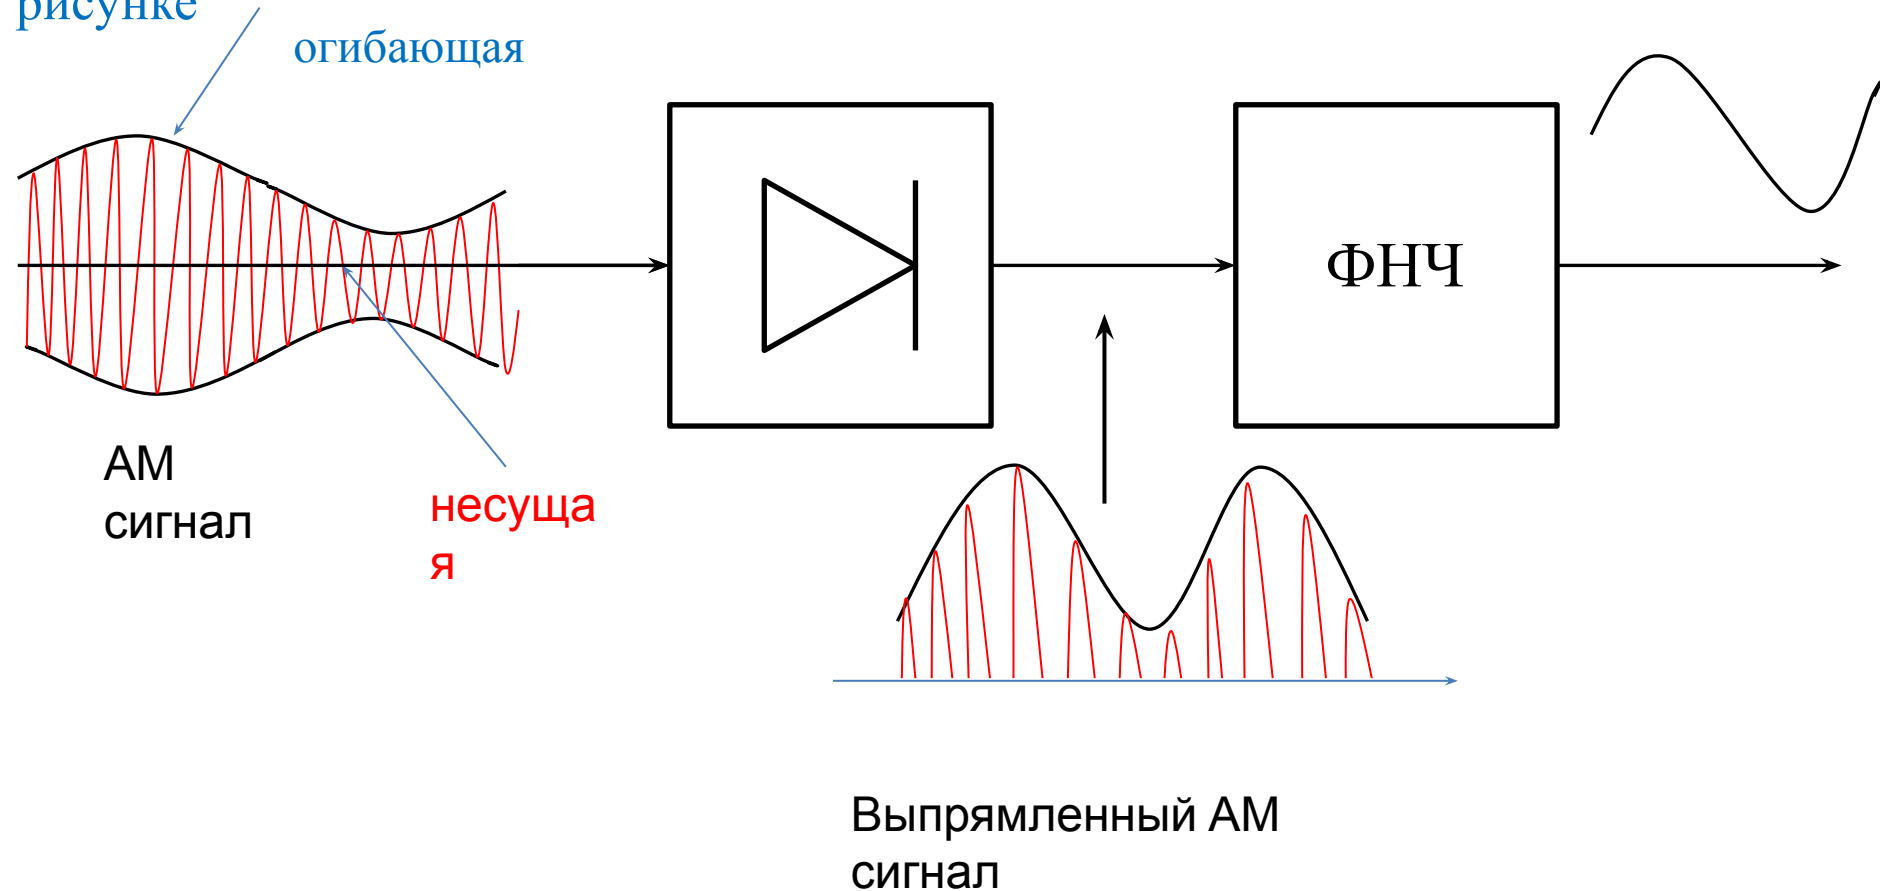 рисунке
огибающая
ФНЧ
АМ
сигнал
несуща
я
Выпрямленный АМ
сигнал